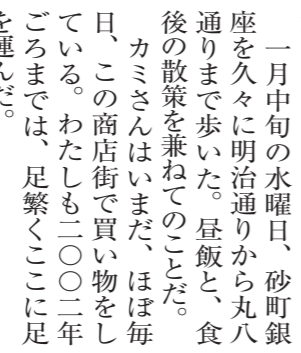 一月中旬の水曜日、砂町銀
座を久々に明治通りから丸八
通りまで歩いた。昼飯と、食
後の散策を兼ねてのことだ。
　カミさんはいまだ、ほぼ毎
日、この商店街で買い物をし
ている。わたしも二〇〇二年
ごろまでは、足繁くここに足
を運んだ。